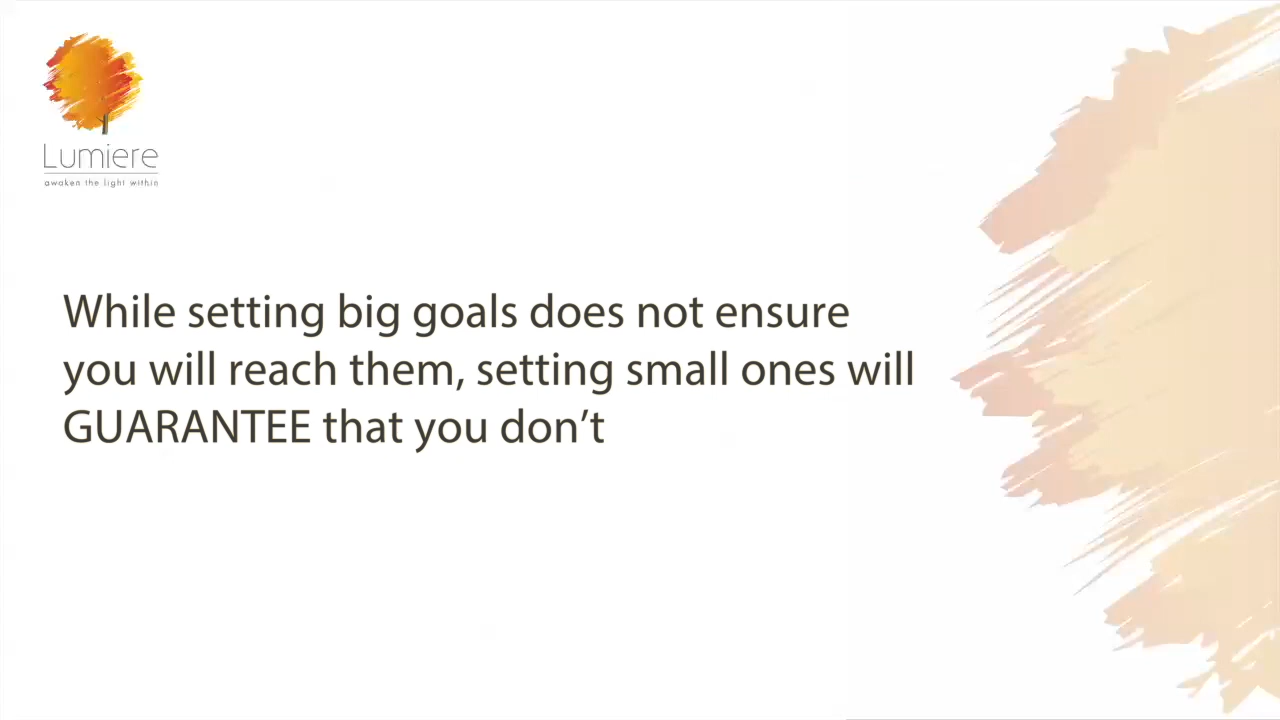 Lumiere
awaken the light within
While setting big goals does not ensure
you will reach them, setting small ones will
GUARANTEE that you don’t